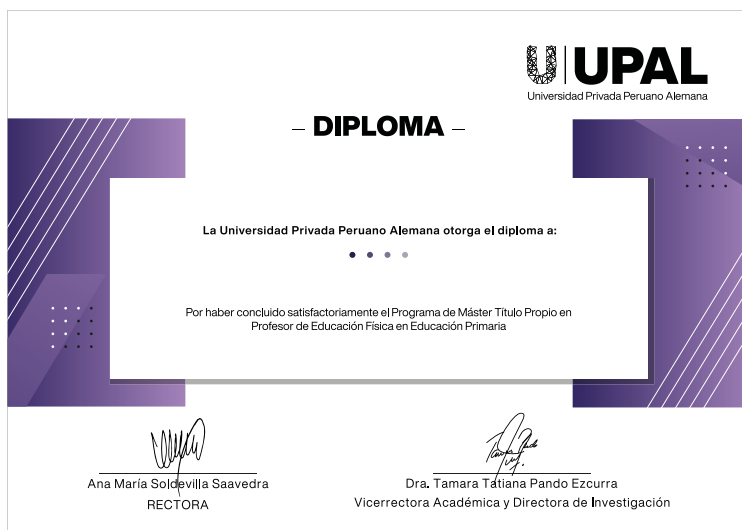 UPAL
Universidad Privada Peruano Alemana
– DIPLOMA –
La Universidad Privada Peruano Alemana otorga el diploma a:
Por haber concluido satisfactoriamente el Programa de Máster Título Propio en
Profesor de Educación Física en Educación Primaria
Ana María Soldevilla Saavedra
RECTORA
Dra. Tamara Tatiana Pando Ezcurra
Vicerrectora Académica y Directora de Investigación